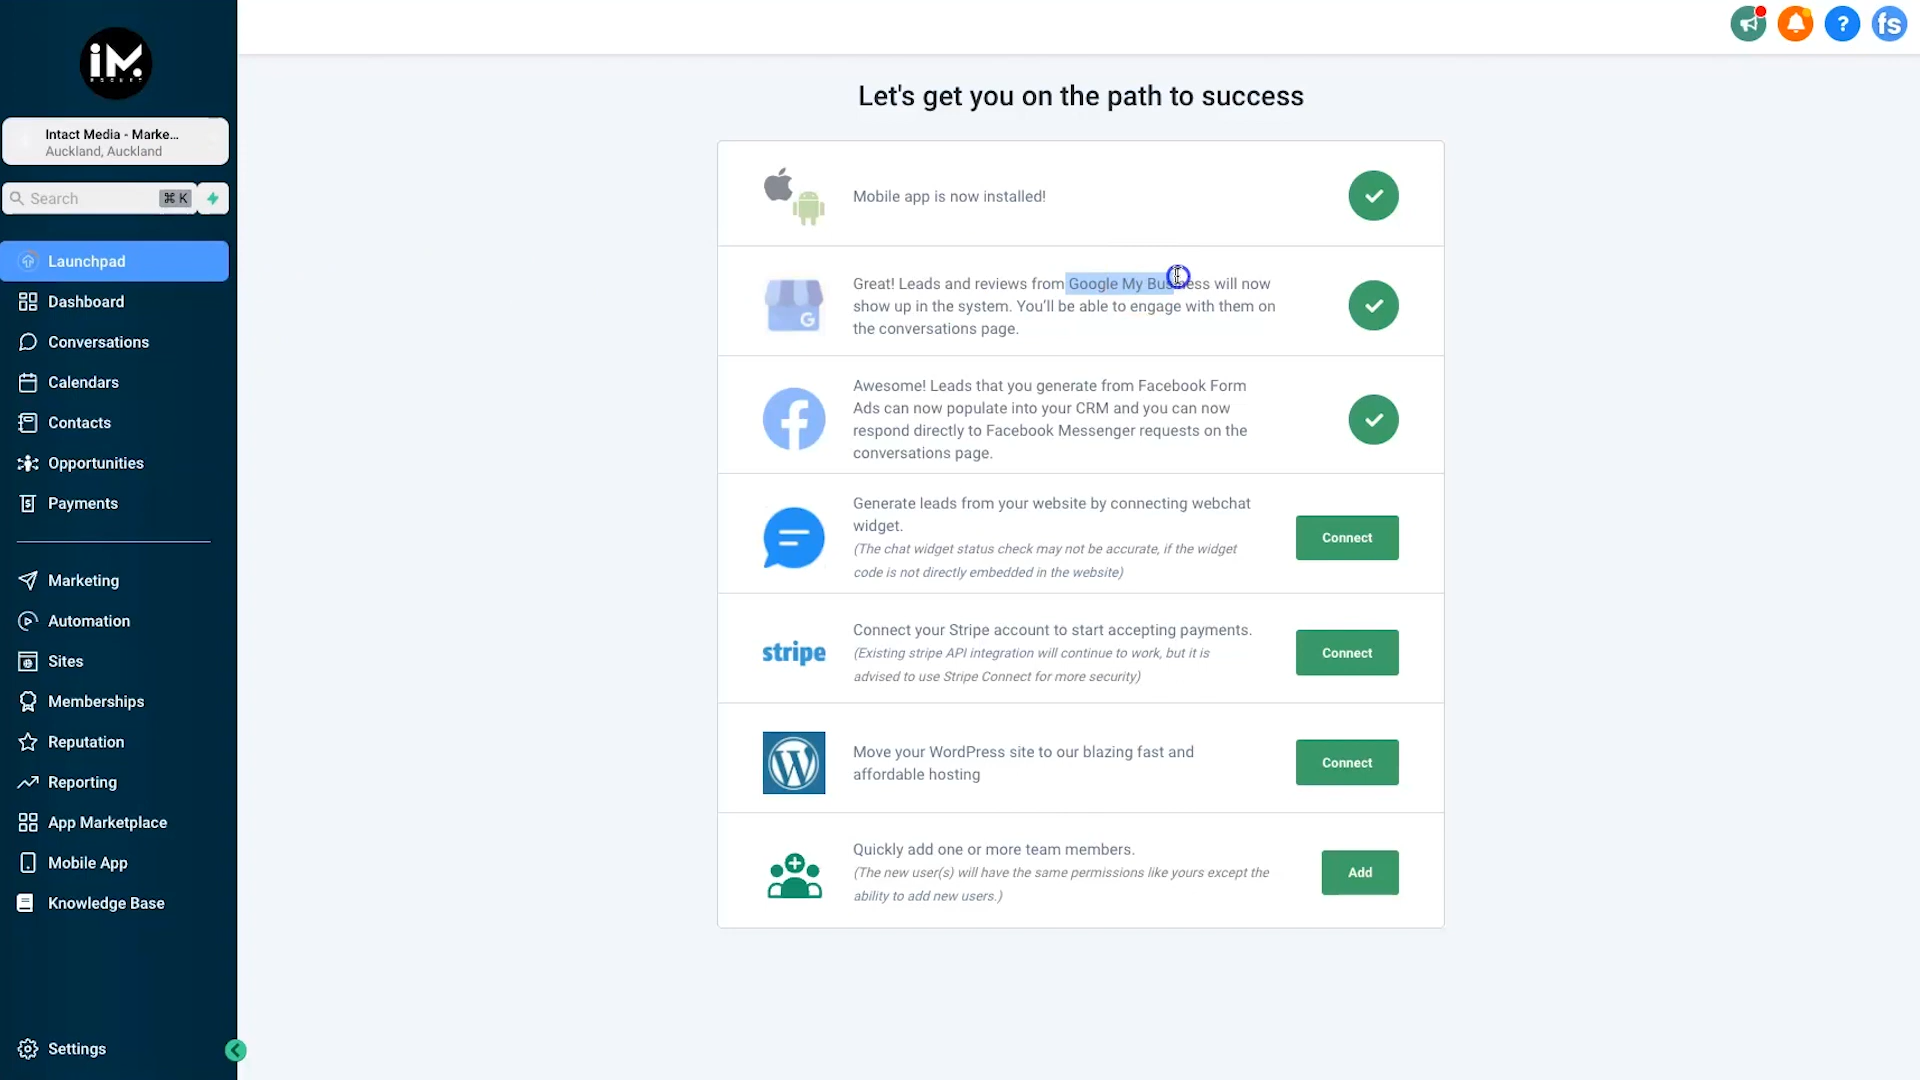 iM.
Intact Media - Marke...
Auckland, Auckland
Search
⌘ K
Launchpad
Dashboard
Conversations
Calendars
Contacts
Opportunities
Payments
Marketing
Automation
Sites
Memberships
Reputation
Reporting
App Marketplace
Mobile App
Knowledge Base
Settings
?
fs
Let's get you on the path to success
Mobile app is now installed!
G
Great! Leads and reviews from Google My Business will now
show up in the system. You'll be able to engage with them on
the conversations page.
Awesome! Leads that you generate from Facebook Form
Ads can now populate into your CRM and you can now
respond directly to Facebook Messenger requests on the
conversations page.
Generate leads from your website by connecting webchat
widget.
(The chat widget status check may not be accurate, if the widget
code is not directly embedded in the website)
Connect
stripe
Connect your Stripe account to start accepting payments.
(Existing stripe API integration will continue to work, but it is
advised to use Stripe Connect for more security)
Connect
Move your WordPress site to our blazing fast and
affordable hosting
Connect
Quickly add one or more team members.
(The new user(s) will have the same permissions like yours except the
ability to add new users.)
Add